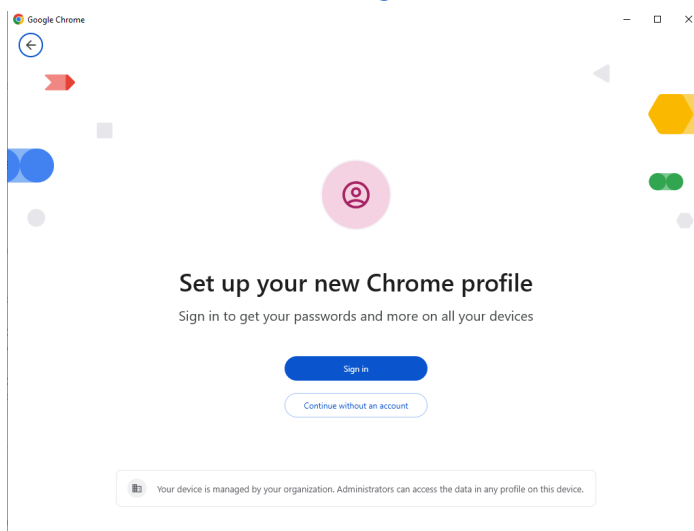 Google Chrome
Set up your new Chrome profile
Sign in to get your passwords and more on all your devices
Sign in
Continue without an account
Your device is managed by your organization. Administrators can access the data in any profile on this device.